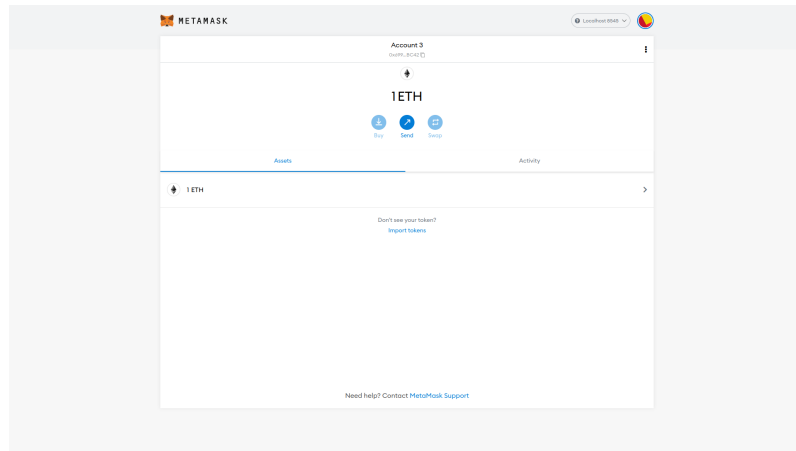 METAMASK
Localhost 8545
Account 3
1 ETH
Buy
Send
Swap
Assets
Activity
1 ETH
Don't see your token?
Import tokens
Need help? Contact MetaMask Support